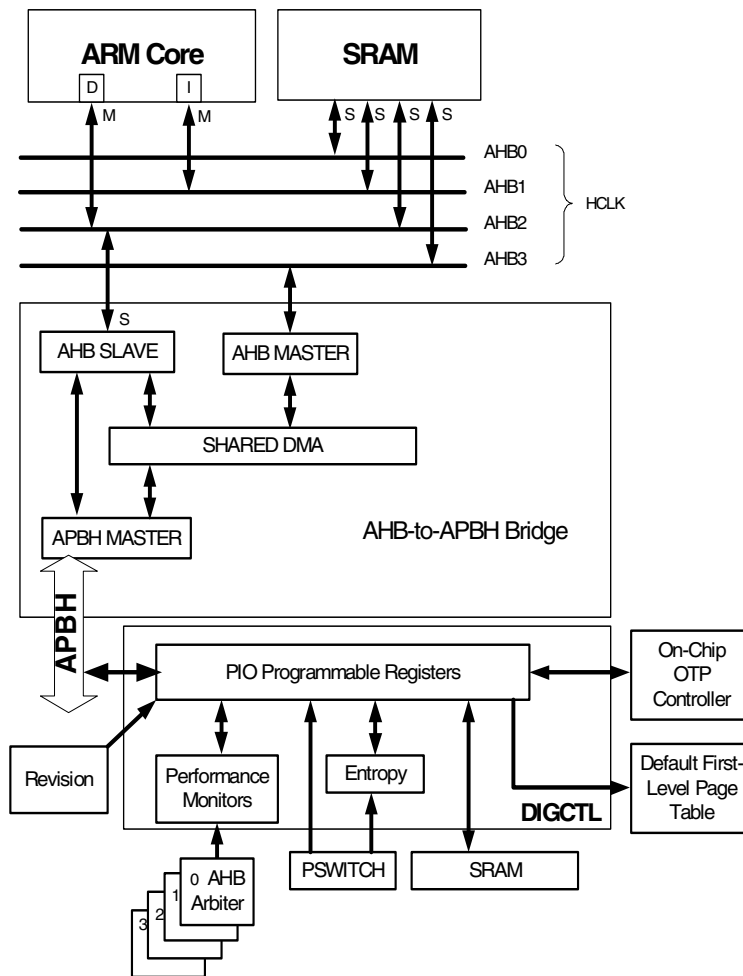 ARM Core
SRAM
D
I
M
M
S
S
S
S
AHB0
AHB1
AHB2
AHB3
HCLK
S
AHB SLAVE
AHB MASTER
SHARED DMA
APBH MASTER
AHB-to-APBH Bridge
APBH
PIO Programmable Registers
On-Chip
OTP
Controller
Revision
Performance
Monitors
Entropy
Default First-
Level Page
Table
DIGCTL
PSWITCH
SRAM
0 AHB
Arbiter
1
2
3